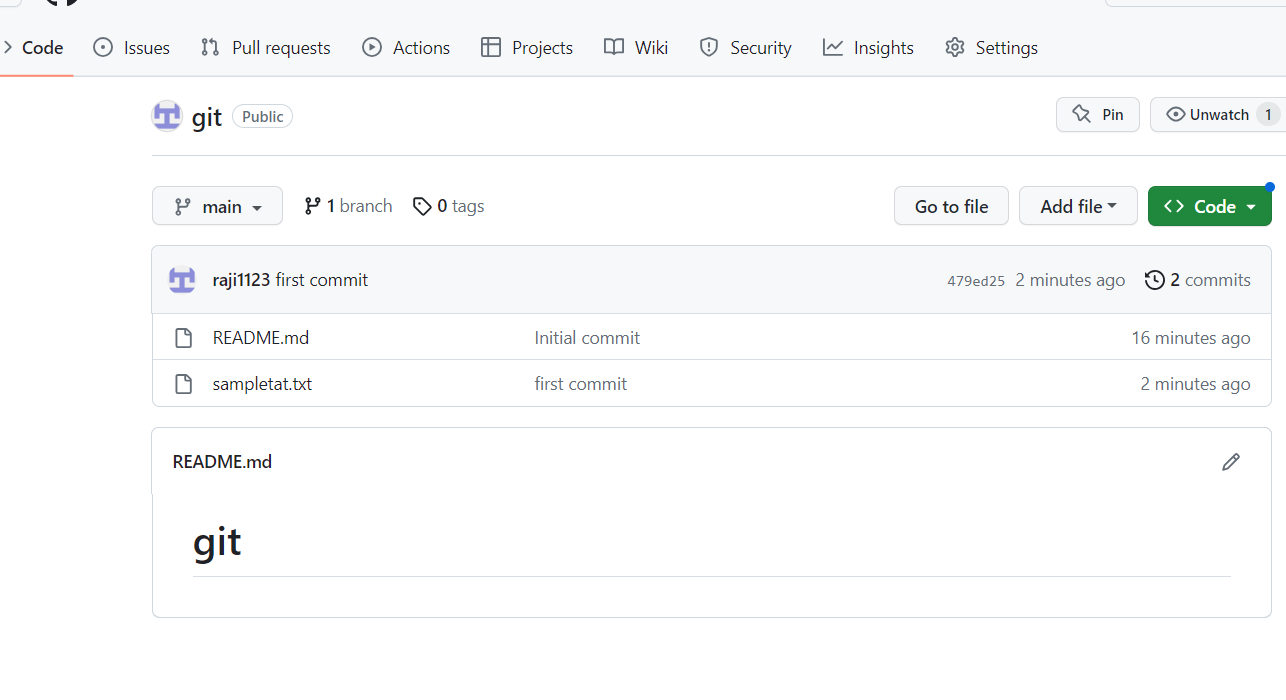 Code Issues Pull requests Actions Projects Wiki Security Insights Settings
git Public Pin Unwatch 1
main 1 branch 0 tags Go to file Add file Code
raji1123 first commit 479ed25 2 minutes ago 2 commits
README.md Initial commit 16 minutes ago
sampletat.txt first commit 2 minutes ago
README.md
git